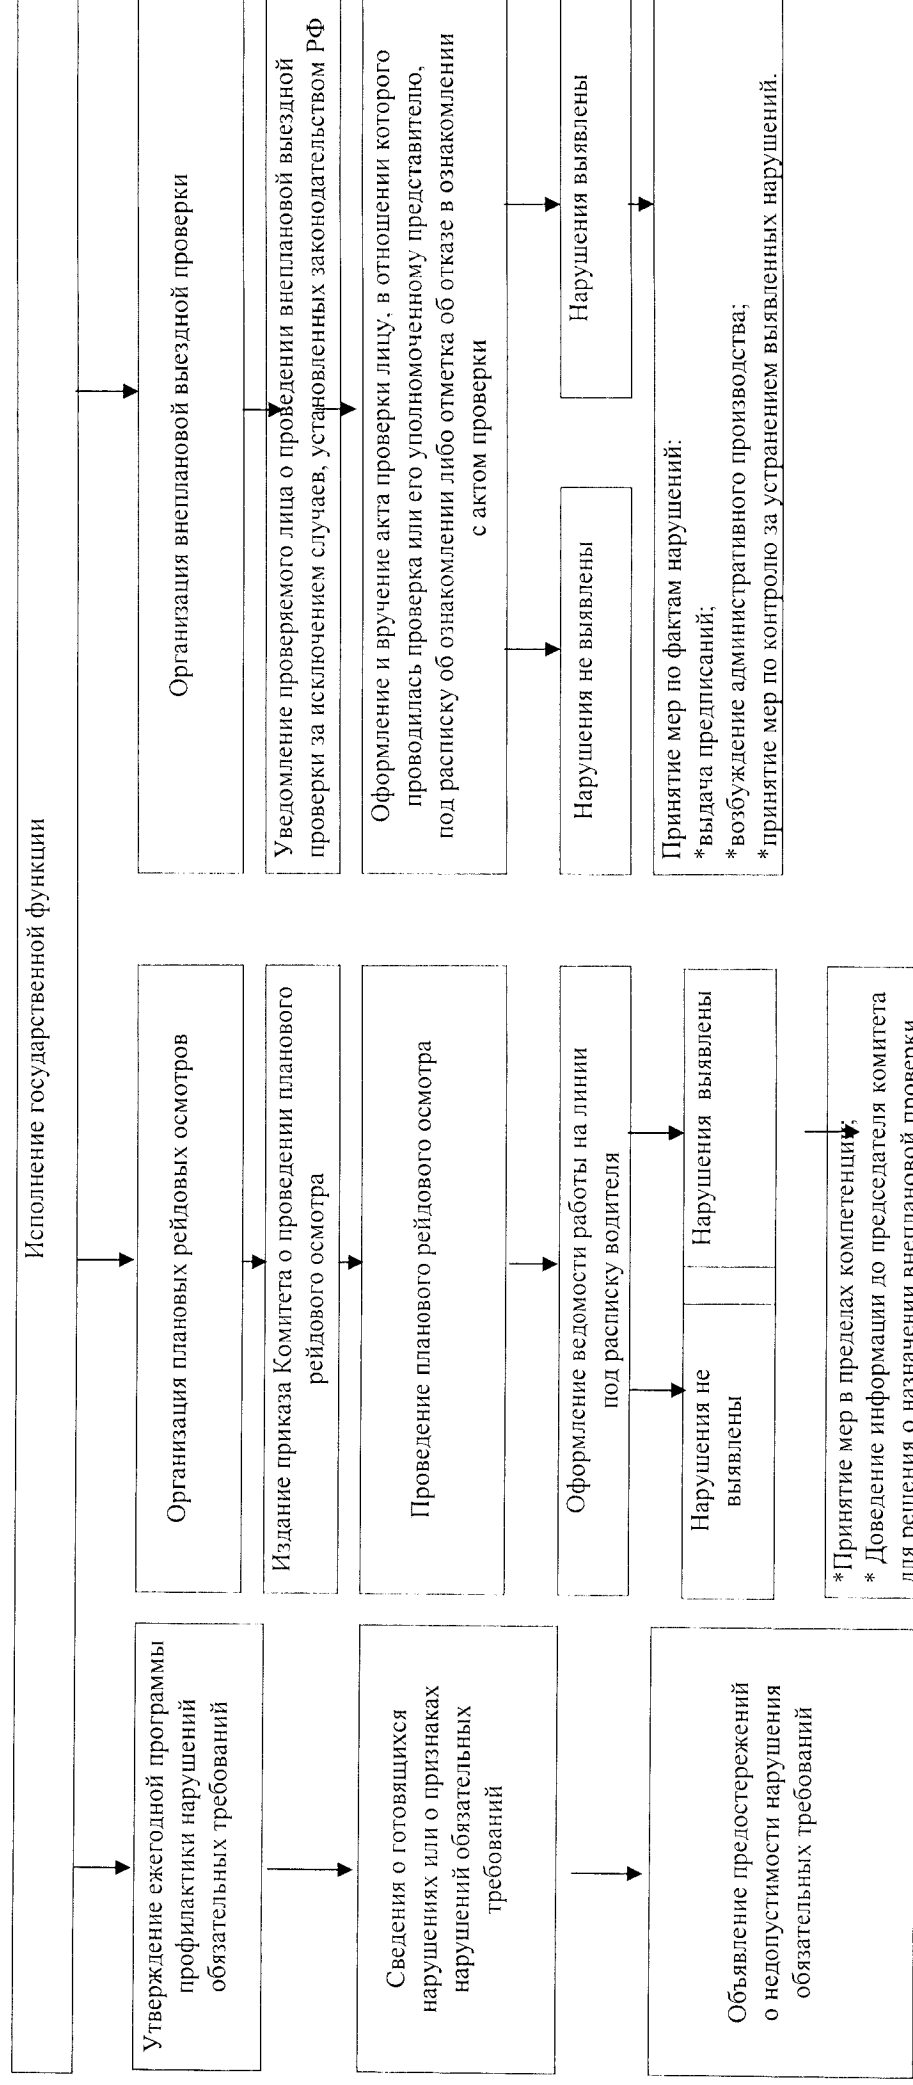 Исполнение государственной функции
Утверждение ежегодной программы
профилактики нарушений
обязательных требований
Сведения о готовящихся
нарушениях или о признаках
нарушений обязательных
требований
Объявление предостережений
о недопустимости нарушения
обязательных требований
Организация плановых рейдовых осмотров
Издание приказа Комитета о проведении планового
рейдового осмотра
Проведение планового рейдового осмотра
Оформление ведомости работы на линии
под расписку водителя
Нарушения не
выявлены
Нарушения выявлены
*Принятие мер в пределах компетенции;
* Доведение информации до председателя комитета
для решения о назначении внеплановой проверки
Организация внеплановой выездной проверки
Уведомление проверяемого лица о проведении внеплановой выездной
проверки за исключением случаев, установленных законодательством РФ
Оформление и вручение акта проверки лицу, в отношении которого
проводилась проверка или его уполномоченному представителю,
под расписку об ознакомлении либо отметка об отказе в ознакомлении
с актом проверки
Нарушения не выявлены
Нарушения выявлены
Принятие мер по фактам нарушений:
*выдача предписаний;
*возбуждение административного производства;
*принятие мер по контролю за устранением выявленных нарушений.